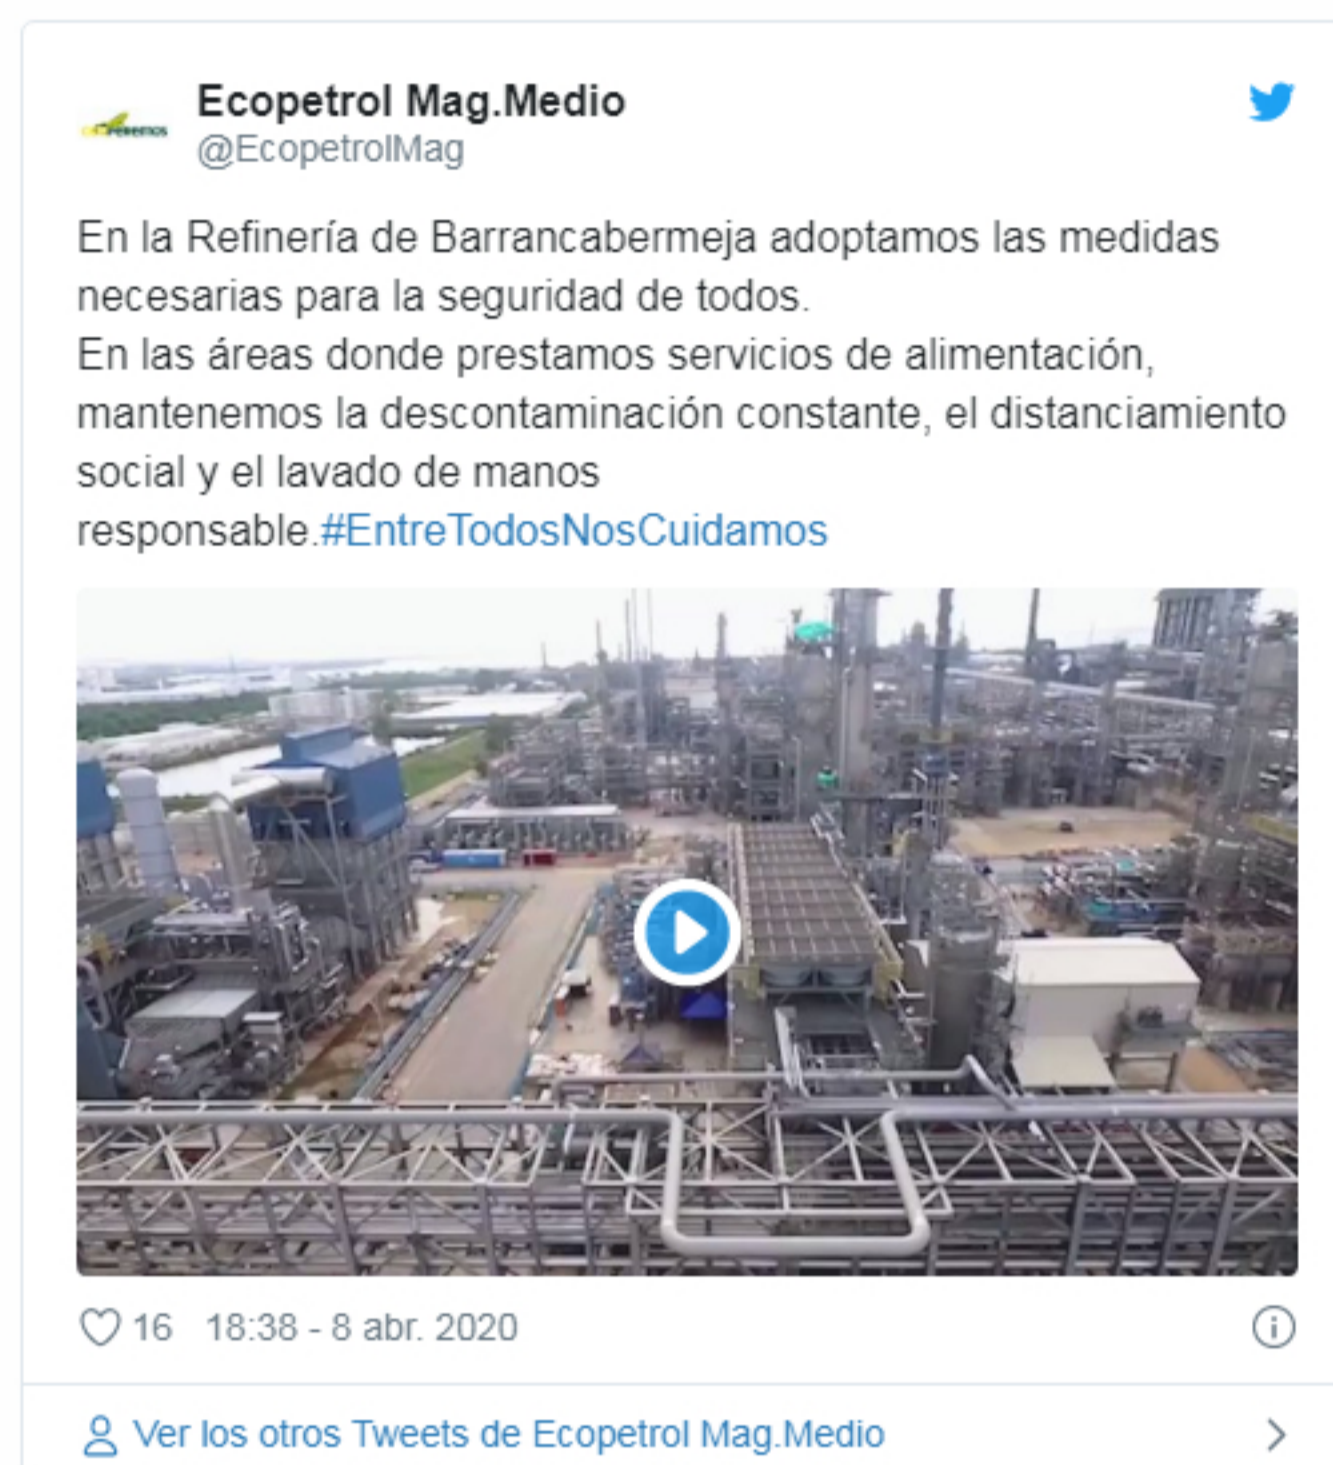 Ecopetrol Mag.Medio
@EcopetrolMag
En la Refinería de Barrancabermeja adoptamos las medidas
necesarias para la seguridad de todos.
En las áreas donde prestamos servicios de alimentación,
mantenemos la descontaminación constante, el distanciamiento
social y el lavado de manos
responsable.#EntreTodosNosCuidamos
16 18:38 - 8 abr. 2020
Ver los otros Tweets de Ecopetrol Mag.Medio